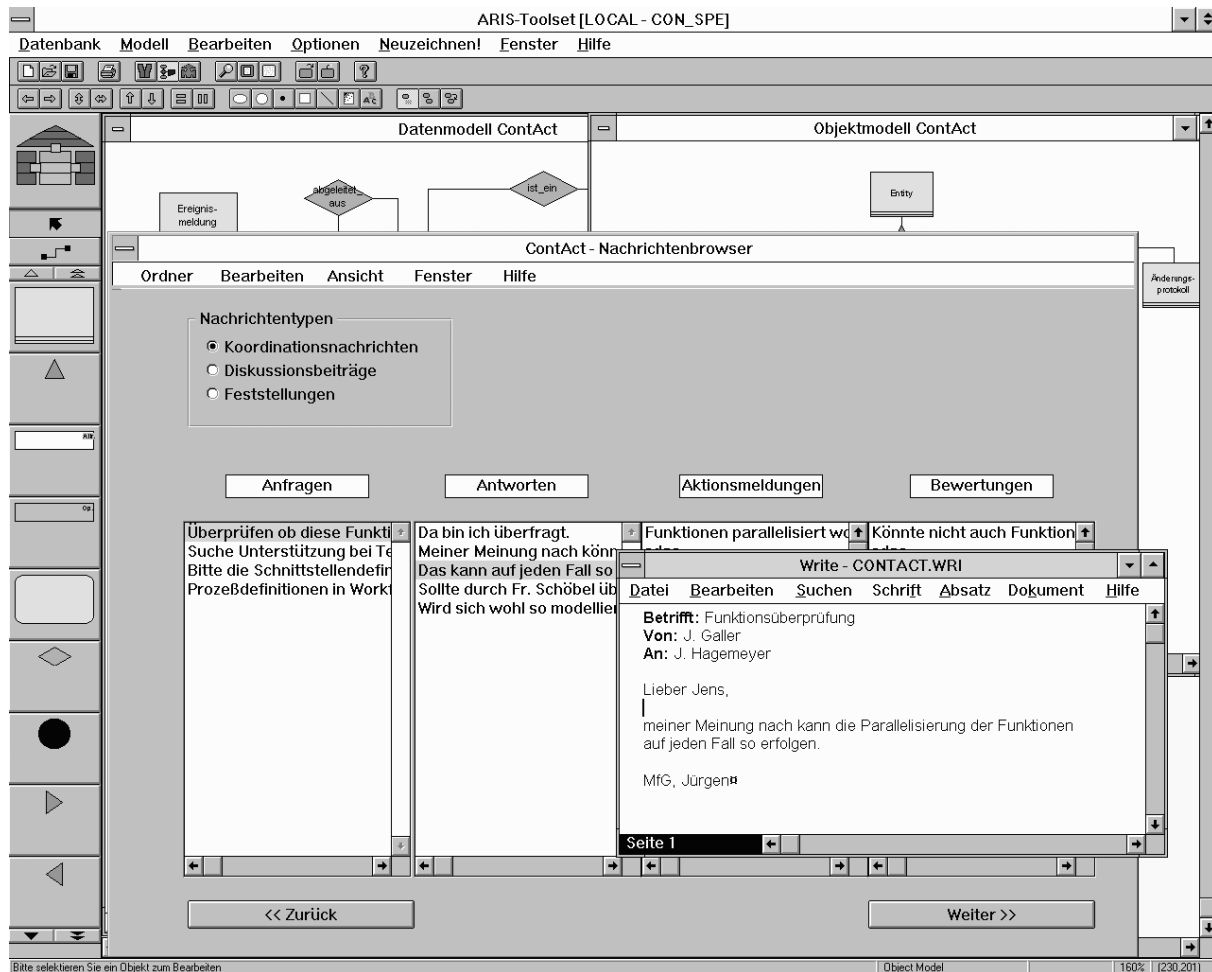 ARIS-Toolset [LOCAL - CON_SPE]
Datenbank Modell Bearbeiten Optionen Neuzeichnen! Fenster Hilfe
Datenmodell ContAct
Objektmodell ContAct
Ereignis-
meldung
abgeleitet_
aus
ist_ein
Entity
Änderungs-
protokoll
Attr.
Op.
ContAct - Nachrichtenbrowser
Ordner Bearbeiten Ansicht Fenster Hilfe
Nachrichtentypen
Koordinationsnachrichten
Diskussionsbeiträge
Feststellungen
Anfragen Antworten Aktionsmeldungen Bewertungen
Überprüfen ob diese Funkti
Suche Unterstützung bei Te
Bitte die Schnittstellendefin
Prozeßdefinitionen in Workf
Da bin ich überfragt.
Meiner Meinung nach könn
Das kann auf jeden Fall so
Sollte durch Fr. Schöbel üb
Wird sich wohl so modellier
Funktionen parallelisiert wo
Könnte nicht auch Funktion
Write - CONTACT.WRI
Datei Bearbeiten Suchen Schrift Absatz Dokument Hilfe
Betrifft: Funktionsüberprüfung
Von: J. Galler
An: J. Hagemeyer
Lieber Jens,
meiner Meinung nach kann die Parallelisierung der Funktionen
auf jeden Fall so erfolgen.
MfG, Jürgen¤
Seite 1
<< Zurück
Weiter >>
Bitte selektieren Sie ein Objekt zum Bearbeiten
Object Model
160% (230,201)